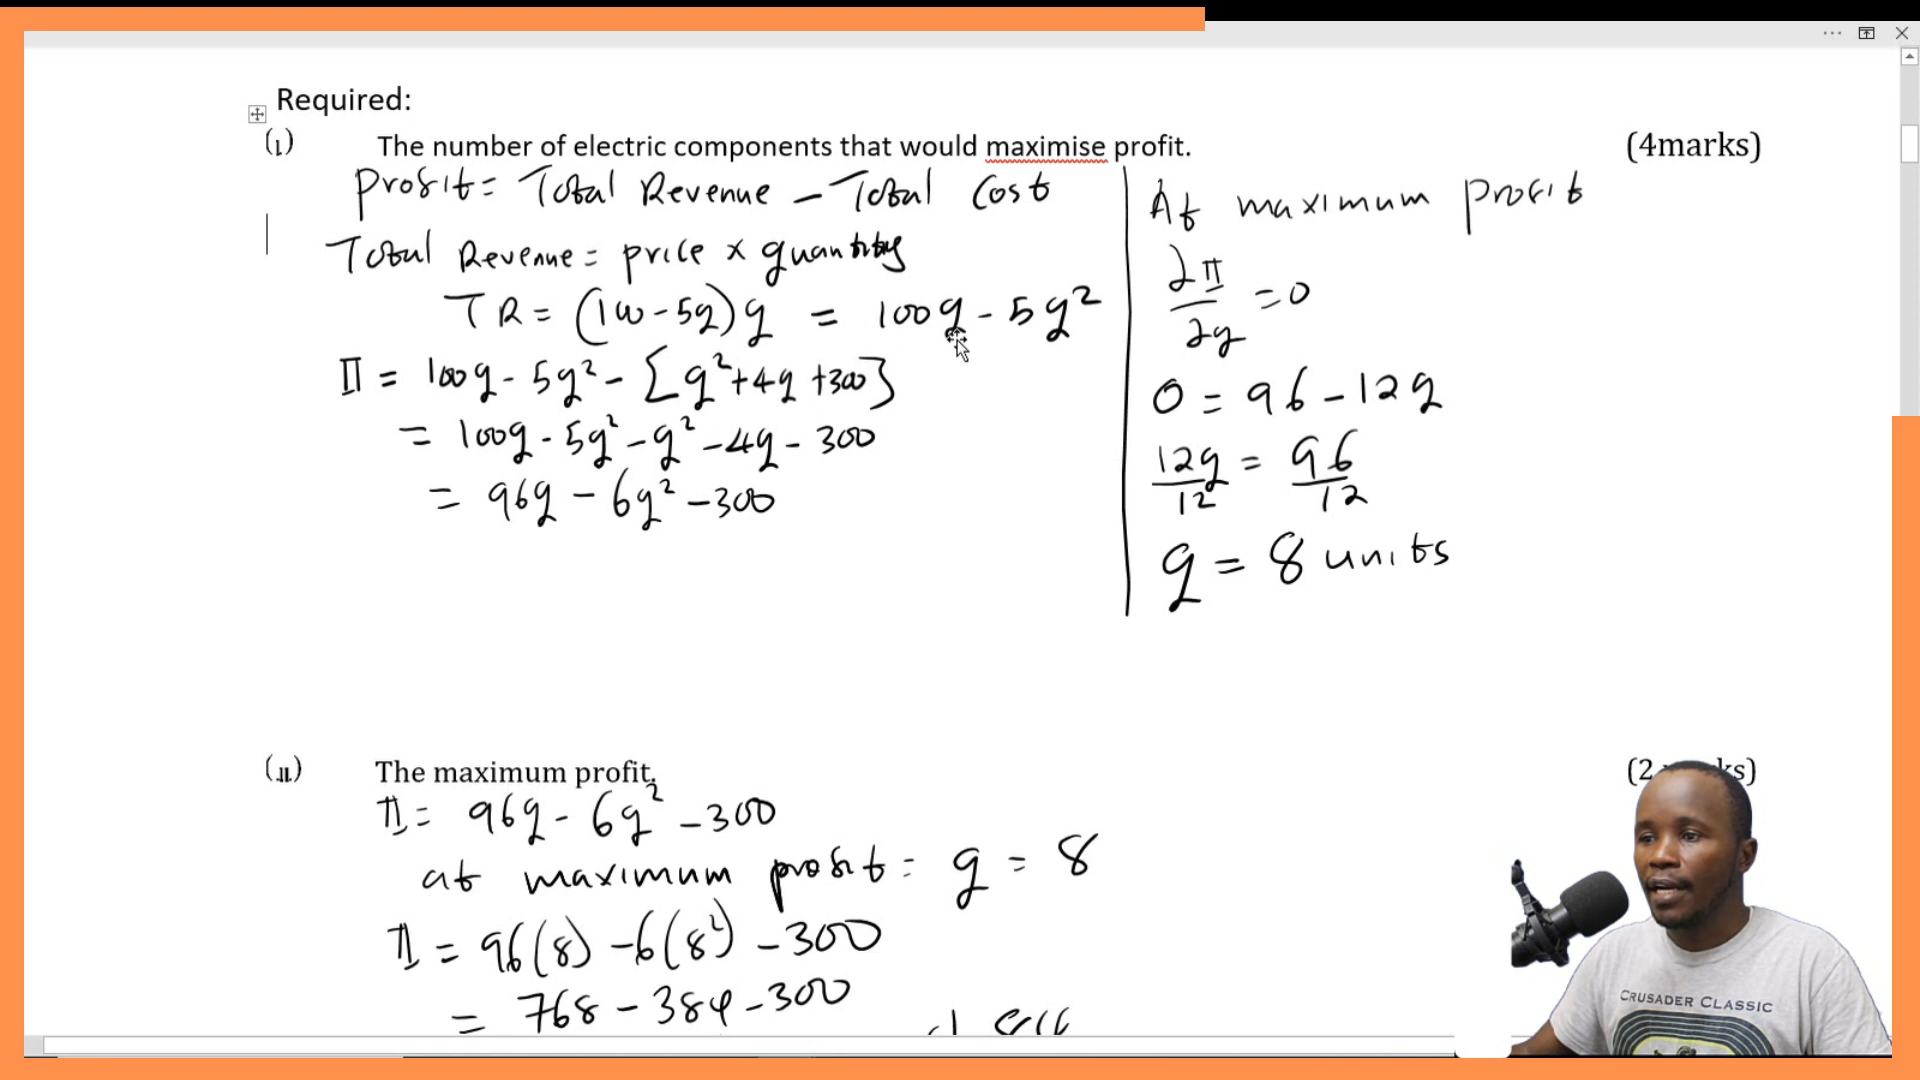 Required:
(i) The number of electric components that would maximise profit. (4marks)
Profit = Total Revenue - Total Cost
Total Revenue = price x quantity
TR = (100-5q)q = 100q - 5q²
Π = 100q - 5q² - [q²+4q+300]
= 100q - 5q² - q² - 4q - 300
= 96q - 6q² - 300
At maximum profit
∂Π/∂q = 0
0 = 96 - 12q
12q/12 = 96/12
q = 8 units
(ii) The maximum profit.
Π = 96q - 6q² - 300
at maximum profit = q = 8
Π = 96(8) - 6(8²) - 300
= 768 - 384 - 300
CRUSADER CLASSIC